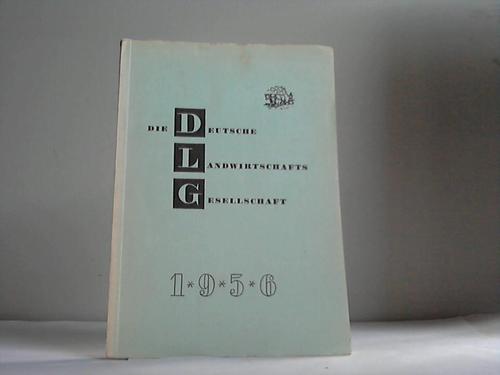 DIE DEUTSCHE
LANDWIRTSCHAFTS
GESELLSCHAFT
1*9*5*6